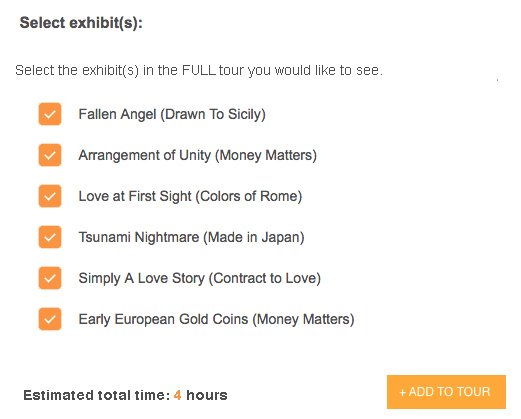 Select exhibit(s):
Select the exhibit(s) in the FULL tour you would like to see.
Fallen Angel (Drawn To Sicily)
Arrangement of Unity (Money Matters)
Love at First Sight (Colors of Rome)
Tsunami Nightmare (Made in Japan)
Simply A Love Story (Contract to Love)
Early European Gold Coins (Money Matters)
Estimated total time: 4 hours
+ ADD TO TOUR